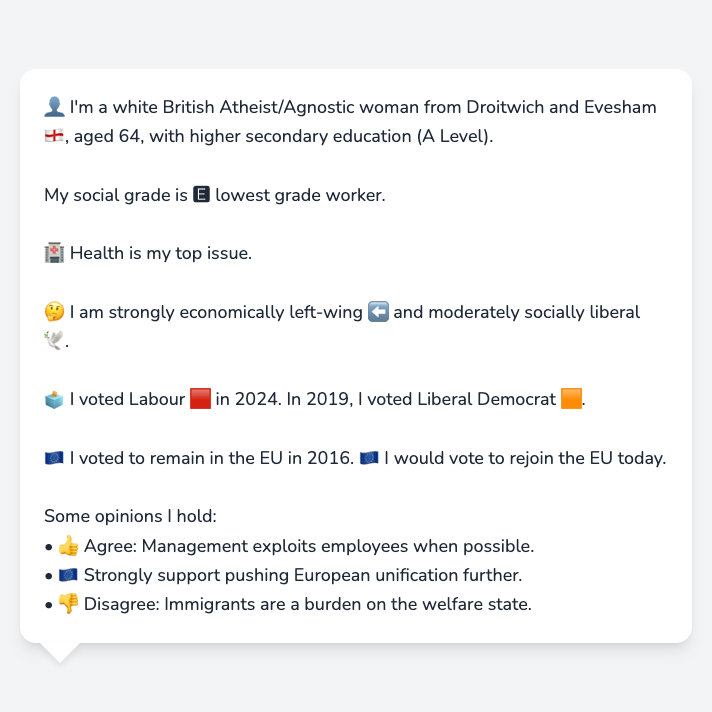 👤 I'm a white British Atheist/Agnostic woman from Droitwich and Evesham
🏴󠁧󠁢󠁥󠁮󠁧󠁿, aged 64, with higher secondary education (A Level).
My social grade is E lowest grade worker.
🏥 Health is my top issue.
🤔 I am strongly economically left-wing ⬅️ and moderately socially liberal
🕊️.
🗳️ I voted Labour 🟥 in 2024. In 2019, I voted Liberal Democrat 🟧.
🇪🇺 I voted to remain in the EU in 2016. 🇪🇺 I would vote to rejoin the EU today.
Some opinions I hold:
• 👍 Agree: Management exploits employees when possible.
• 🇪🇺 Strongly support pushing European unification further.
• 👎 Disagree: Immigrants are a burden on the welfare state.